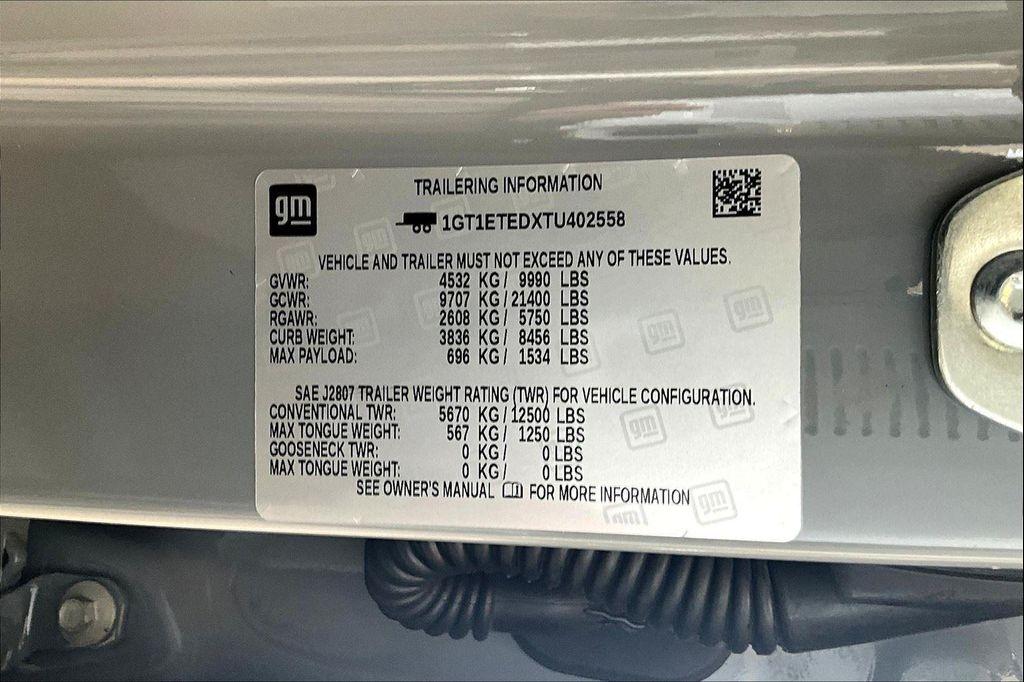 gm
TRAILERING INFORMATION
1GT1ETEDXTU402558
VEHICLE AND TRAILER MUST NOT EXCEED ANY OF THESE VALUES.
GVWR: 4532 KG/ 9990 LBS
GCWR: 9707 KG/21400 LBS
RGAWR: 2608 KG/ 5750 LBS
CURB WEIGHT: 3836 KG/ 8456 LBS
MAX PAYLOAD: 696 KG/ 1534 LBS
SAE J2807 TRAILER WEIGHT RATING (TWR) FOR VEHICLE CONFIGURATION.
CONVENTIONAL TWR: 5670 KG/12500 LBS
MAX TONGUE WEIGHT: 567 KG/ 1250 LBS
GOOSENECK TWR: 0 KG/ 0 LBS
MAX TONGUE WEIGHT: 0 KG/ 0 LBS
SEE OWNER'S MANUAL FOR MORE INFORMATION